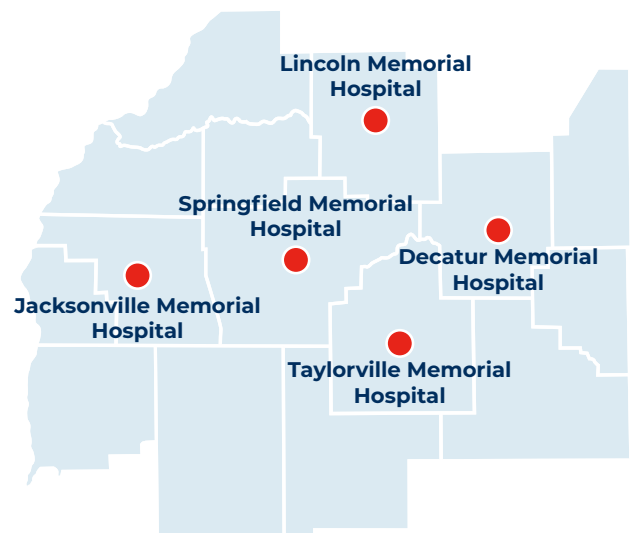 Lincoln Memorial
Hospital
Springfield Memorial
Hospital
Decatur Memorial
Hospital
Jacksonville Memorial
Hospital
Taylorville Memorial
Hospital